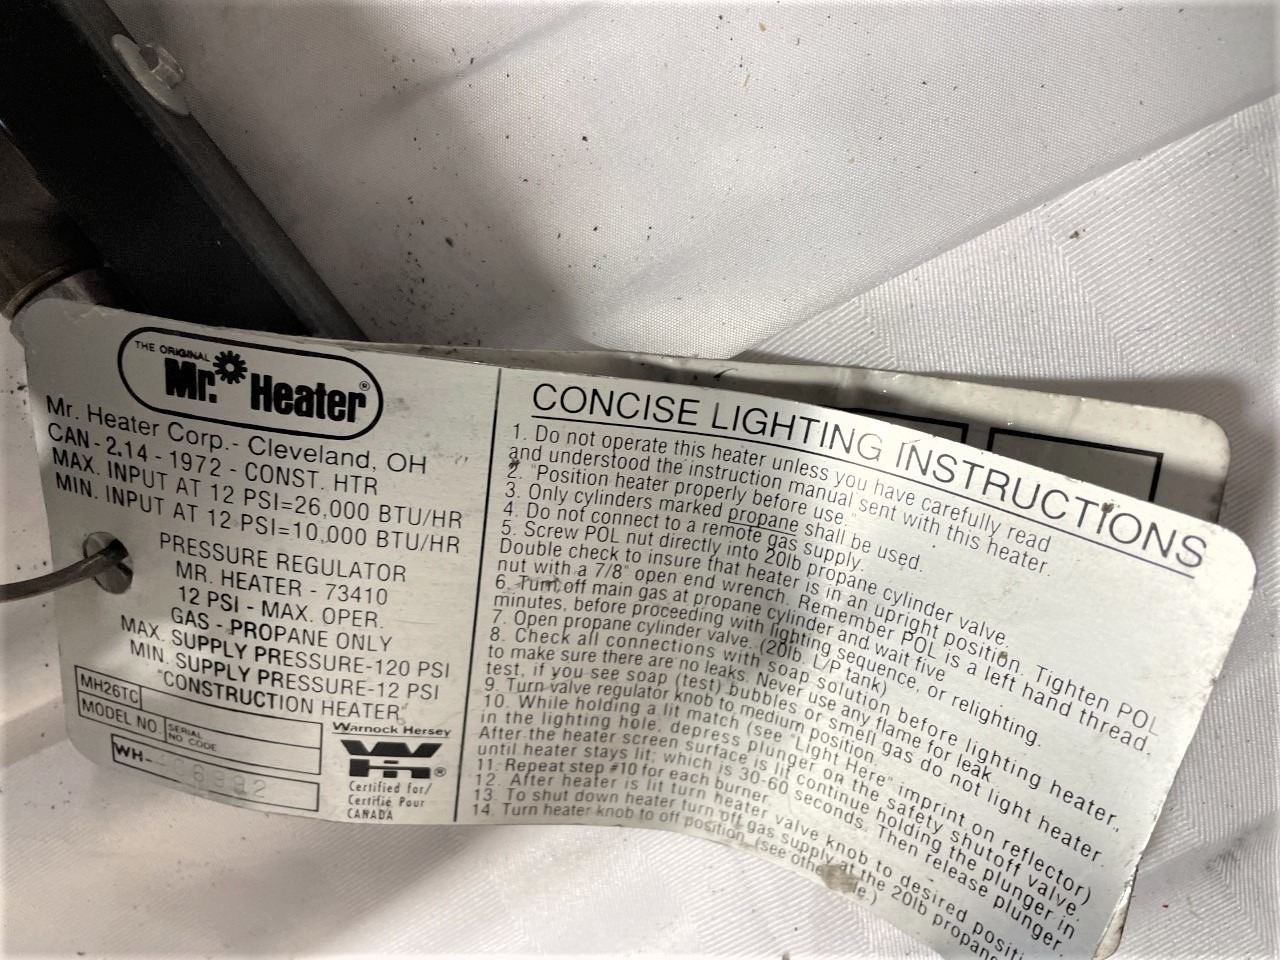 THE ORIGINAL
Mr. Heater®
Mr. Heater Corp.- Cleveland, OH
CAN - 2.14 - 1972 - CONST. HTR
MAX. INPUT AT 12 PSI=26,000 BTU/HR
MIN. INPUT AT 12 PSI=10,000 BTU/HR
PRESSURE REGULATOR
MR. HEATER - 73410
12 PSI - MAX. OPER.
GAS - PROPANE ONLY
MAX. SUPPLY PRESSURE-120 PSI
MIN. SUPPLY PRESSURE-12 PSI
"CONSTRUCTION HEATER"
MH26TC
MODEL NO.
SERIAL
NO CODE
WH-
Warnock Hersey
WH®
Certified for/
Certifié Pour
CANADA
CONCISE LIGHTING INSTRUCTIONS
1. Do not operate this heater unless you have carefully read
and understood the instruction manual sent with this heater.
2. "Position heater properly before use."
3. Only cylinders marked propane shall be used.
4. Do not connect to a remote gas supply.
5. Screw POL nut directly into 20lb propane cylinder valve.
Double check to insure that heater is in an upright position. Tighten POL
nut with a 7/8" open end wrench. Remember POL is a left hand thread.
6. Turn off main gas at propane cylinder and wait five
minutes, before proceeding with lighting sequence, or relighting.
7. Open propane cylinder valve. (20lb. L/P tank)
8. Check all connections with soap solution before lighting heater,
to make sure there are no leaks. Never use any flame for leak
test, if you see soap (test) bubbles or smell gas do not light heater.
9. Turn valve regulator knob to medium position.
10. While holding a lit match (see "Light Here" imprint on reflector)
in the lighting hole, depress plunger on the safety shutoff valve.
After the heater screen surface is lit continue holding the plunger in
until heater stays lit; which is 30-60 seconds. Then release plunger.
11. Repeat step #10 for each burner.
12. After heater is lit turn heater valve knob to desired positi
13. To shut down heater turn off gas supply at the 20lb propane
14. Turn heater knob to off position. (see other